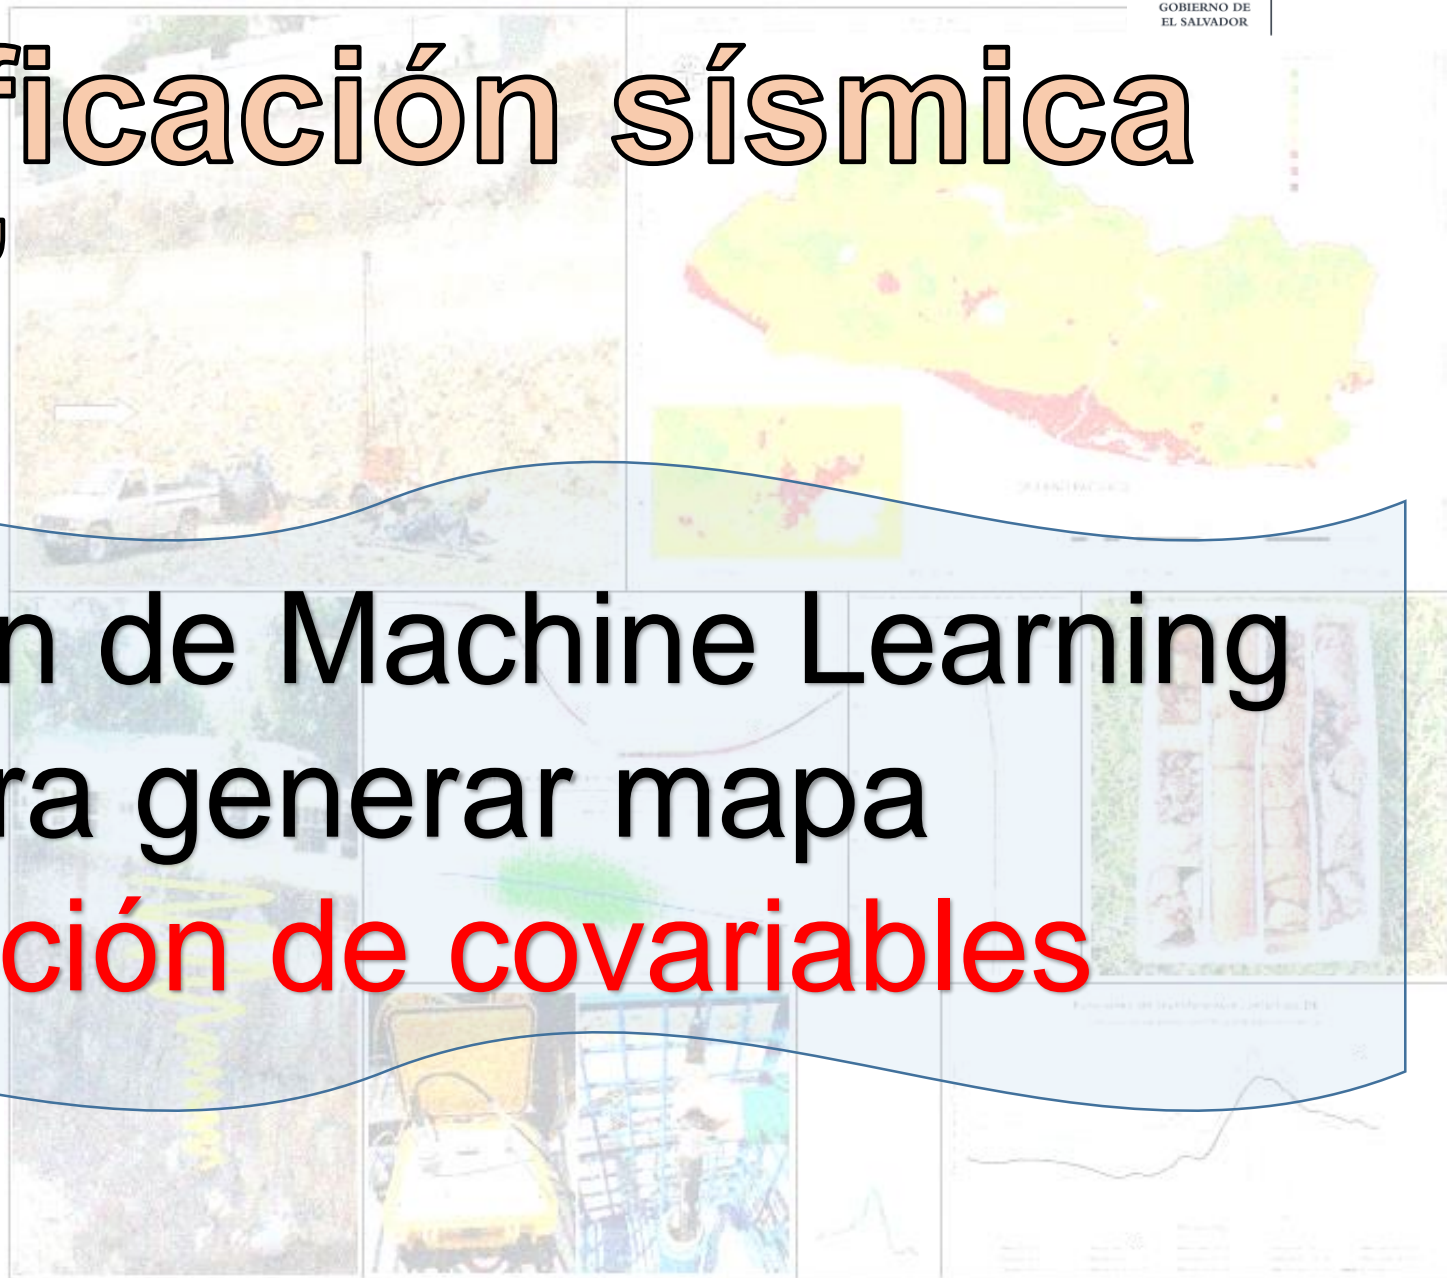 GOBIERNO DE
EL SALVADOR
ficación sísmica
n de Machine Learning
ra generar mapa
ción de covariables